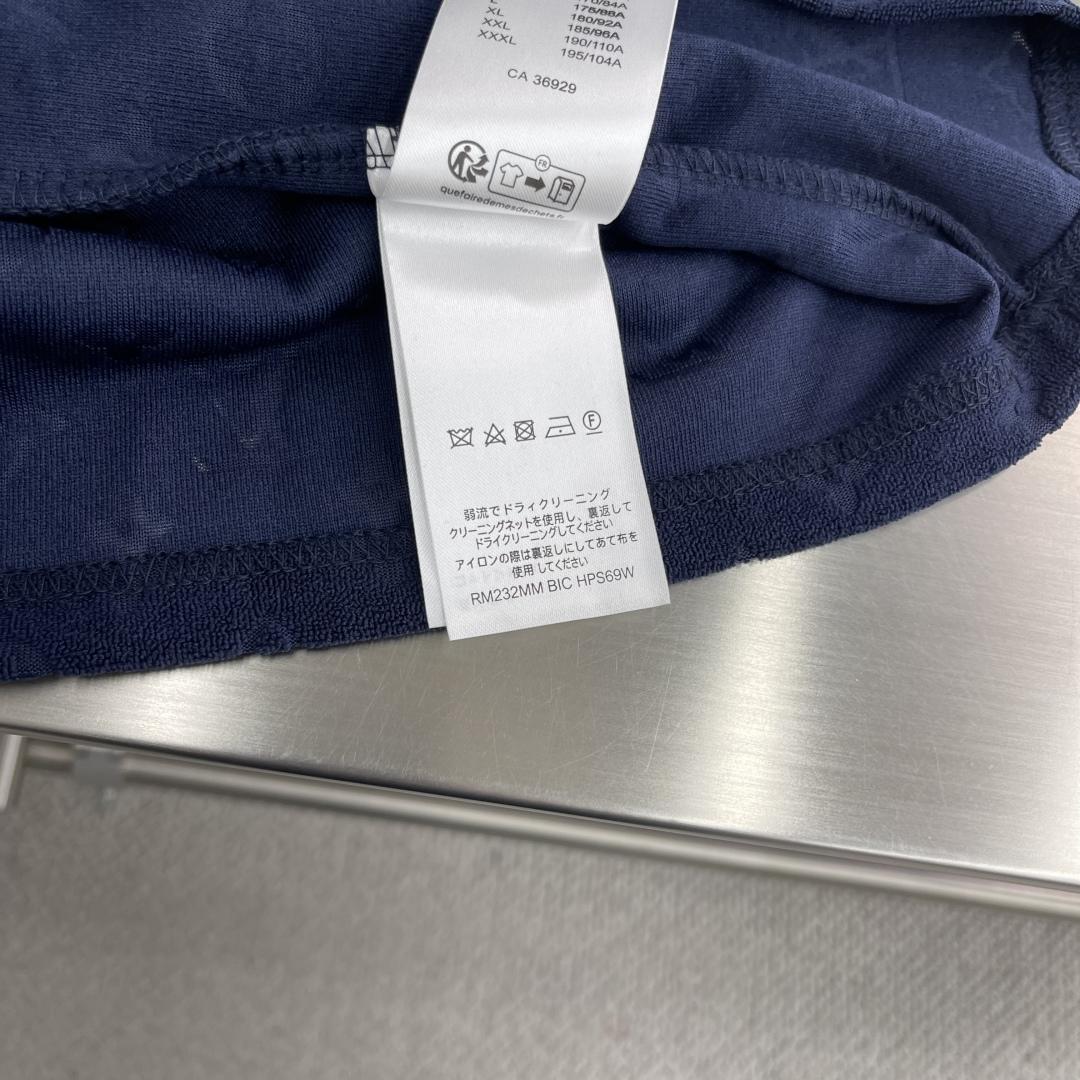 L
XL
XXL
XXXL
170/84A
175/88A
180/92A
185/96A
190/110A
195/104A
CA 36929
FR
quefairedemesdechets.fr
F
弱流でドライクリーニング
クリーニングネットを使用し、裏返して
ドライクリーニングしてください
アイロンの際は裏返しにしてあて布を
使用してください
RM232MM BIC HPS69W